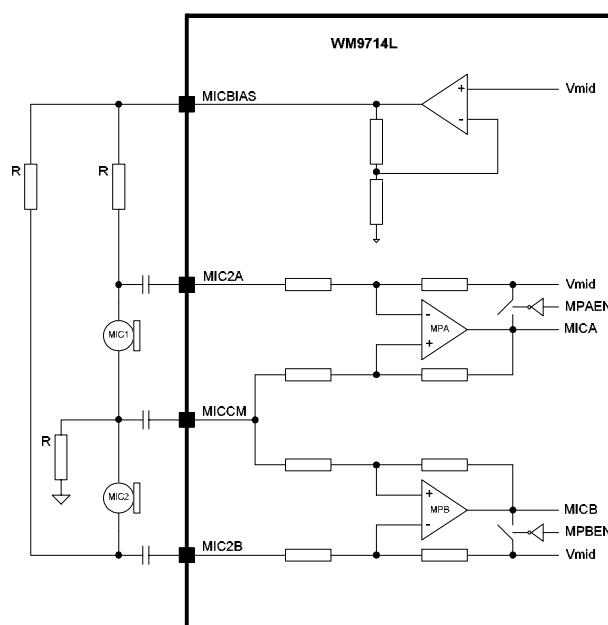 WM9714L
MICBIAS
+
Vmid
-
R
R
MIC2A
Vmid
MPAEN
-
MPA
+
MICA
MIC1
MICCM
R
MIC2
+
MPB
-
MICB
MPBEN
MIC2B
Vmid